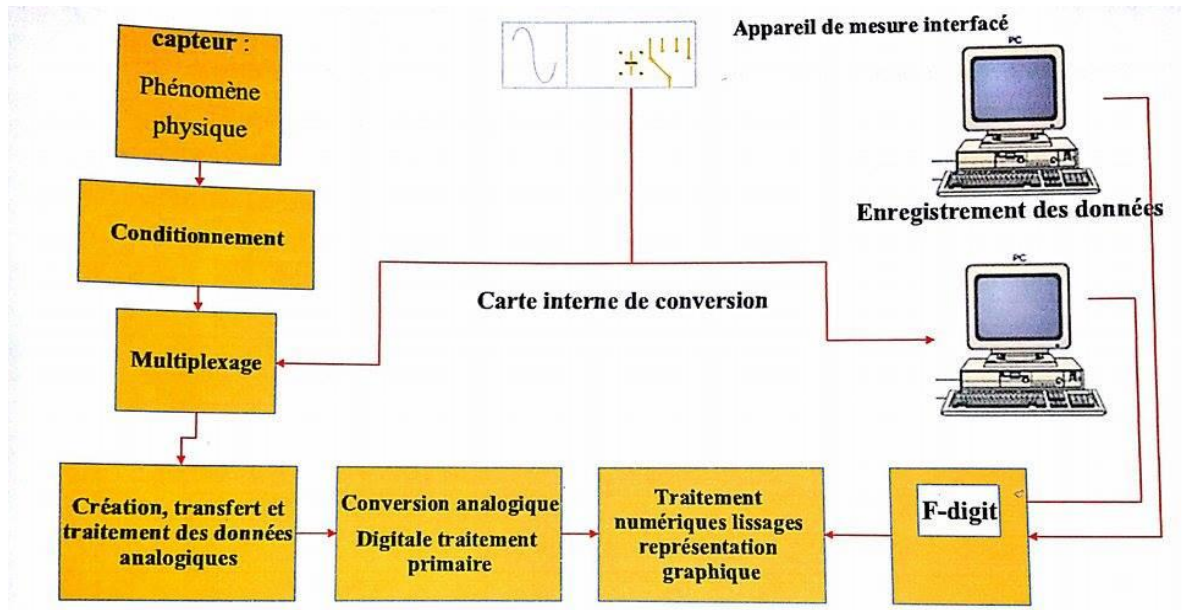 capteur :
Phénomène
physique
Appareil de mesure interfacé
PC
Enregistrement des données
Conditionnement
PC
Carte interne de conversion
Multiplexage
Création, transfert et
traitement des données
analogiques
Conversion analogique
Digitale traitement
primaire
Traitement
numériques lissages
représentation
graphique
F-digit